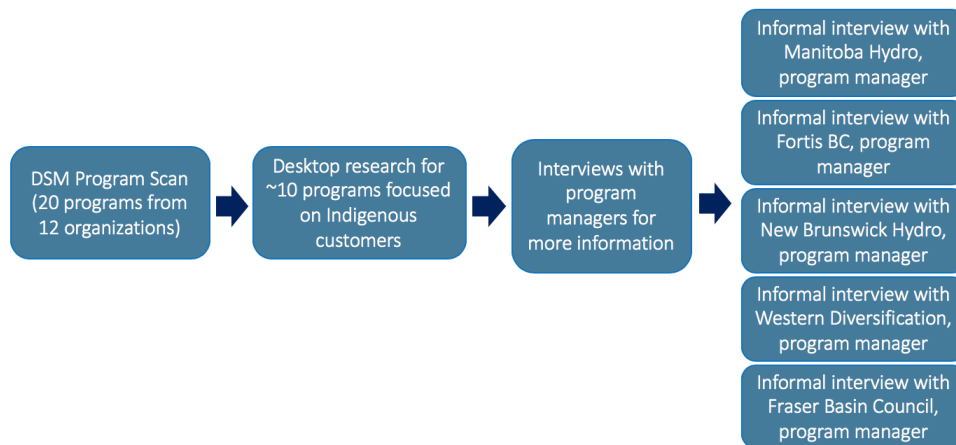 DSM Program Scan
(20 programs from
12 organizations)
Desktop research for
~10 programs focused
on Indigenous
customers
Interviews with
program
managers for
more information
Informal interview with
Manitoba Hydro,
program manager
Informal interview with
Fortis BC, program
manager
Informal interview with
New Brunswick Hydro,
program manager
Informal interview with
Western Diversification,
program manager
Informal interview with
Fraser Basin Council,
program manager